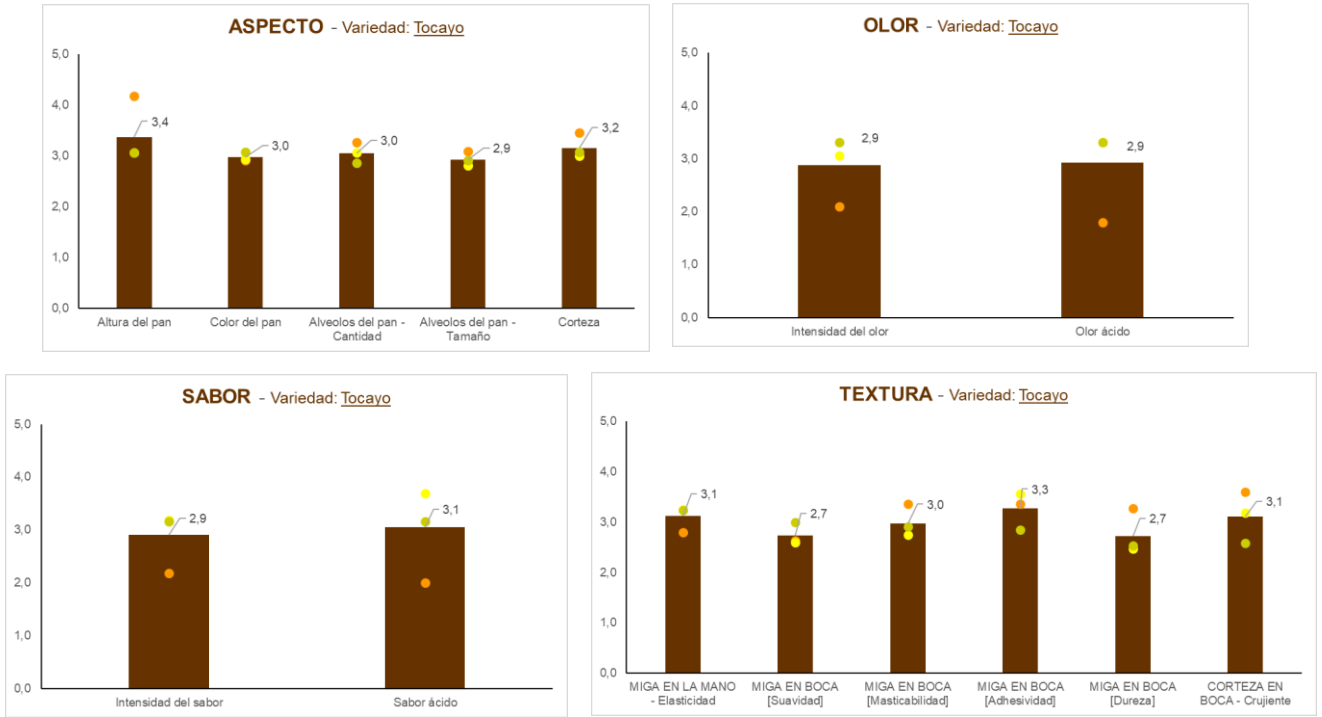 ASPECTO - Variedad: Tocayo
5,0
4,0
3,0
2,0
1,0
0,0
3,4
3,0
3,0
2,9
3,2
Altura del pan
Color del pan
Alveolos del pan -
Cantidad
Alveolos del pan -
Tamaño
Corteza
OLOR - Variedad: Tocayo
5,0
4,0
3,0
2,0
1,0
0,0
2,9
2,9
Intensidad del olor
Olor ácido
SABOR - Variedad: Tocayo
5,0
4,0
3,0
2,0
1,0
0,0
2,9
3,1
Intensidad del sabor
Sabor ácido
TEXTURA - Variedad: Tocayo
5,0
4,0
3,0
2,0
1,0
0,0
3,1
2,7
3,0
3,3
2,7
3,1
MIGA EN LA MANO
- Elasticidad
MIGA EN BOCA
[Suavidad]
MIGA EN BOCA
[Masticabilidad]
MIGA EN BOCA
[Adhesividad]
MIGA EN BOCA
[Dureza]
CORTEZA EN
BOCA - Crujiente